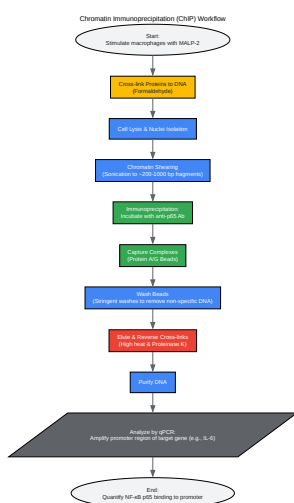 Chromatin Immunoprecipitation (ChIP) Workflow
Start:
Stimulate macrophages with MALP-2
Cross-link Proteins to DNA
(Formaldehyde)
Cell Lysis & Nuclei Isolation
Chromatin Shearing
(Sonication to ~200-1000 bp fragments)
Immunoprecipitation:
Incubate with anti-p65 Ab
Capture Complexes
(Protein A/G Beads)
Wash Beads
(Stringent washes to remove non-specific DNA)
Elute & Reverse Cross-links
(High heat & Proteinase K)
Purify DNA
Analyze by qPCR:
Amplify promoter region of target gene (e.g., IL-6)
End:
Quantify NF-κB p65 binding to promoter